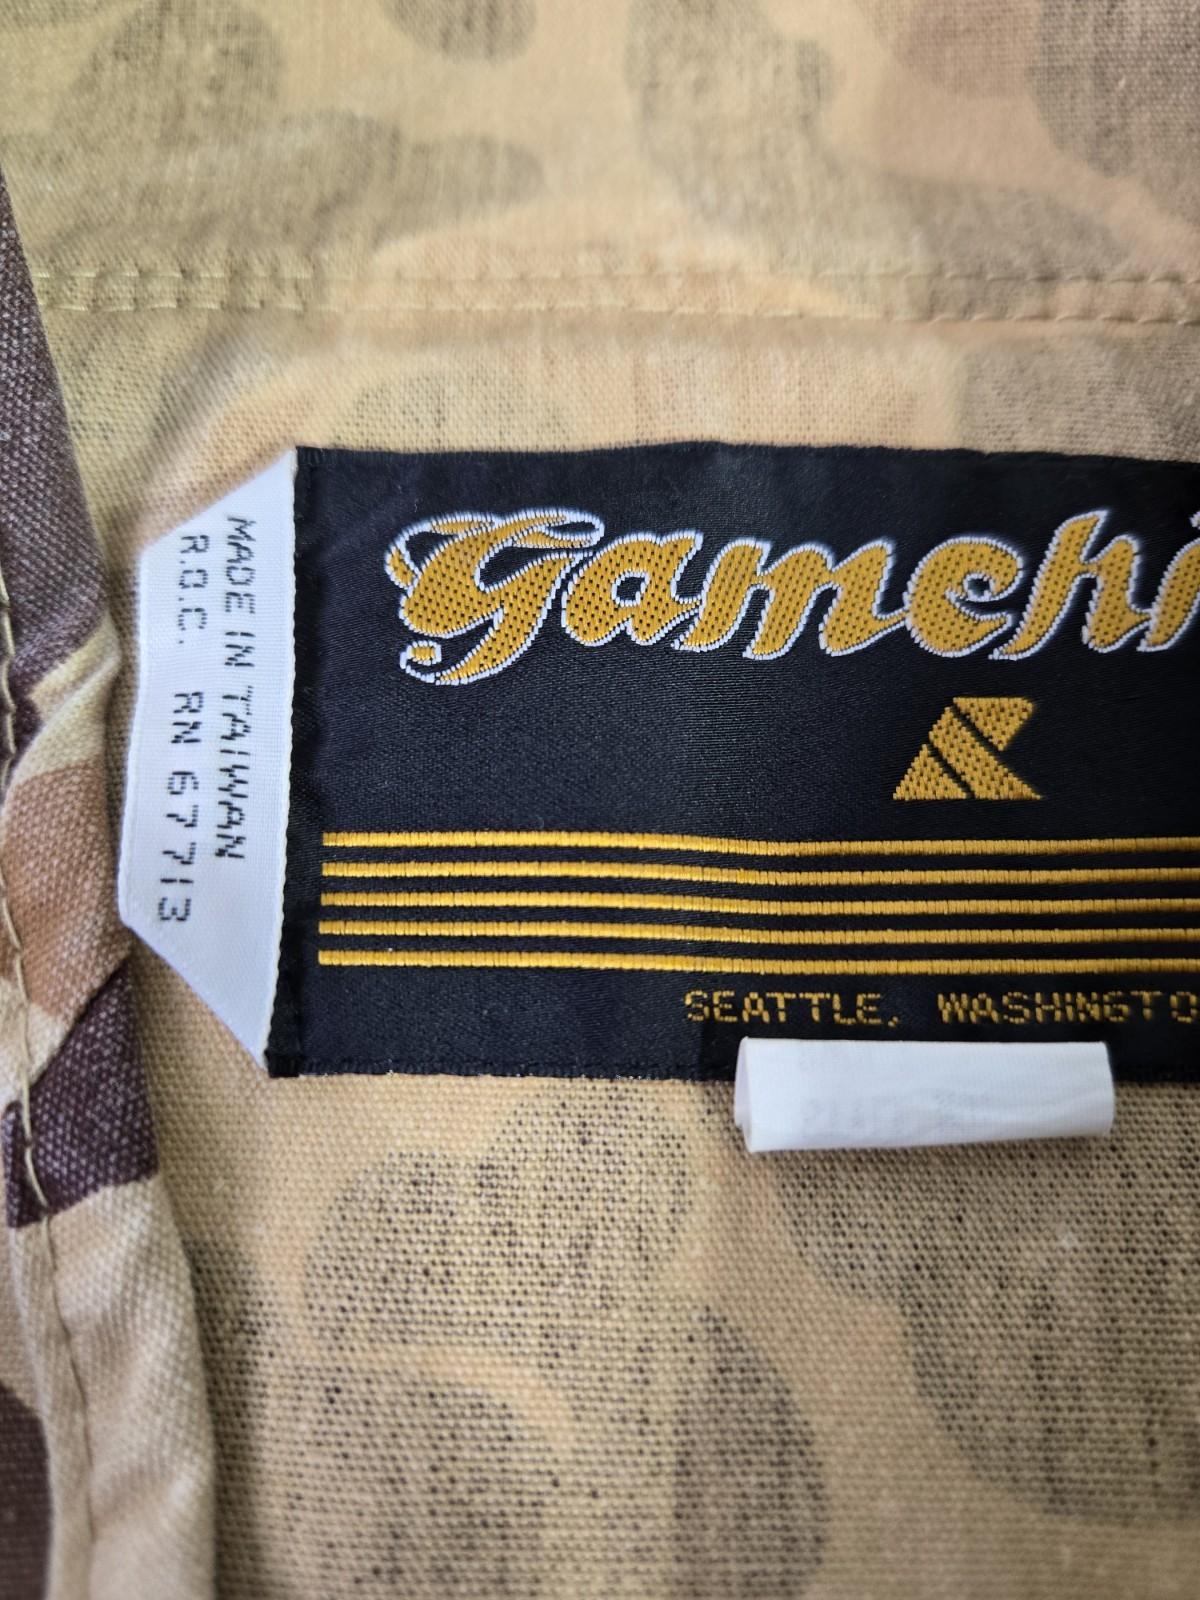 MADE IN TAIWAN
R.O.C. RN 67713
Gamehi
SEATTLE, WASHINGTO